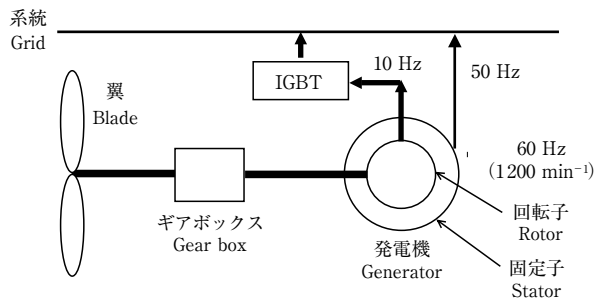 系統
Grid
10 Hz
50 Hz
IGBT
翼
Blade
60 Hz
(1200 min⁻¹)
ギアボックス
Gear box
発電機
Generator
回転子
Rotor
固定子
Stator